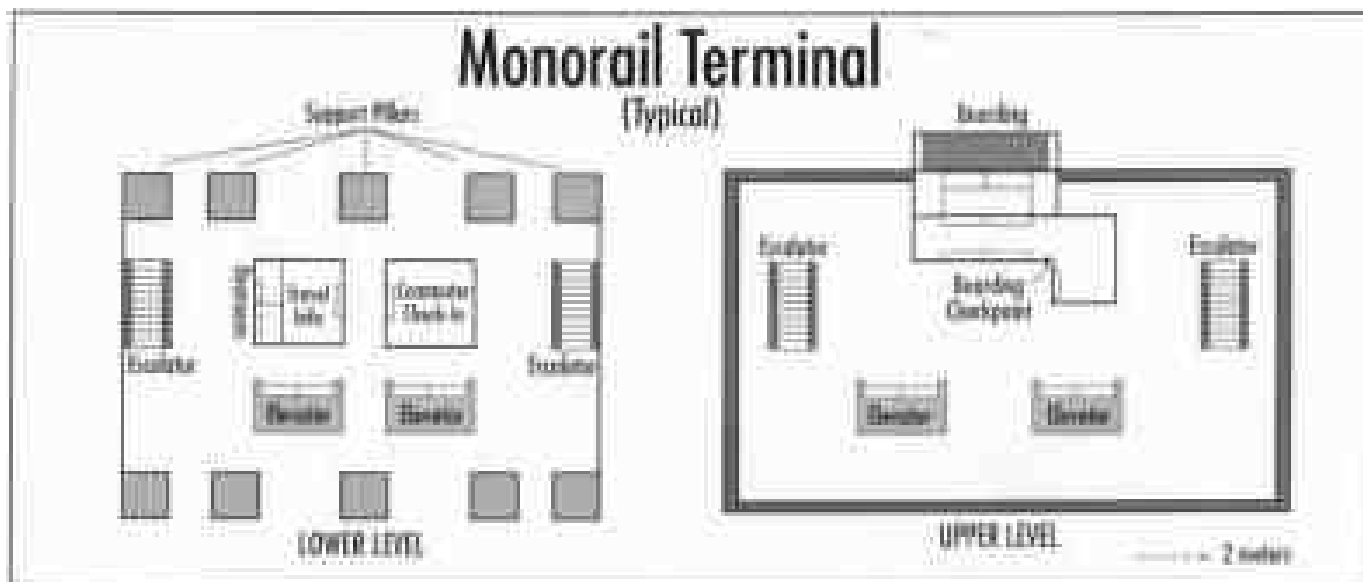 Monorail Terminal
(Typical)
Support Pillars
Escalator
Travel
Info
Commuter
Check-In
Escalator
Elevator
Elevator
LOWER LEVEL
Boarding
Escalator
Escalator
Boarding
Checkpoint
Elevator
Elevator
UPPER LEVEL
2 meters